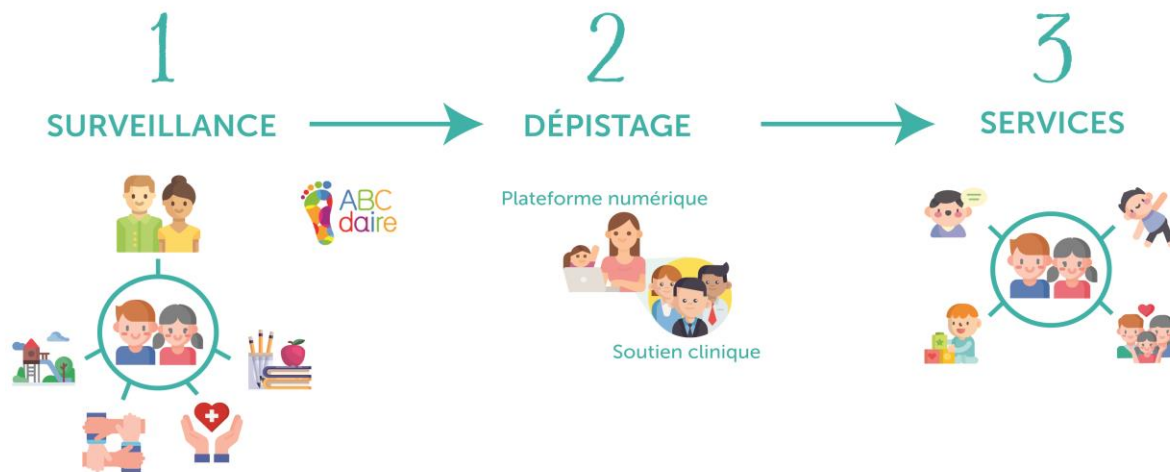 1
SURVEILLANCE
ABC
daire
2
DÉPISTAGE
Plateforme numérique
Soutien clinique
3
SERVICES